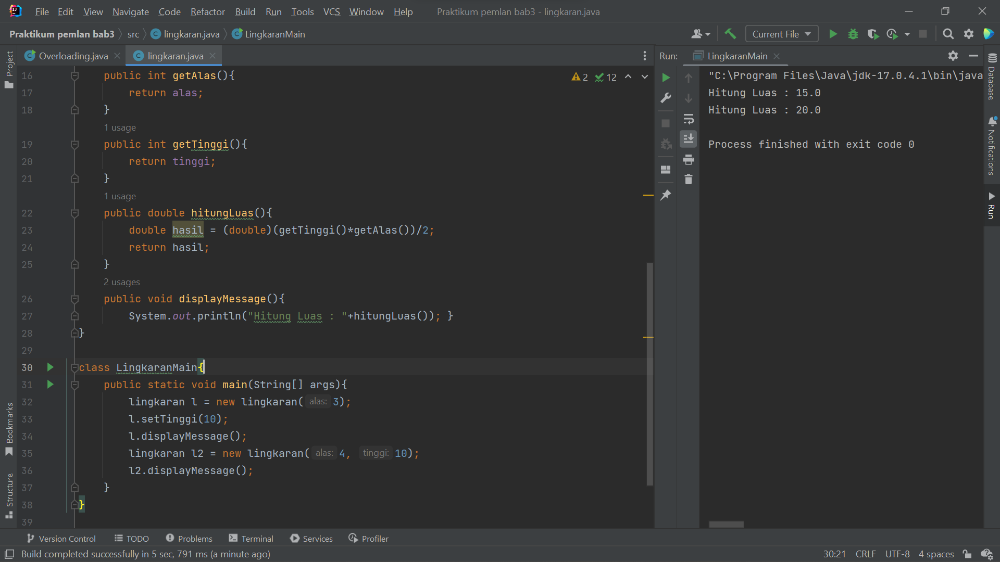 File Edit View Navigate Code Refactor Build Run Tools VCS Window Help Praktikum pemlan bab3 - lingkaran.java
Praktikum pemlan bab3 src lingkaran.java LingkaranMain Current File
Overloading.java lingkaran.java
Run: LingkaranMain
Project
Bookmarks
Structure
2 12
16 public int getAlas(){
17 return alas;
18 }
1 usage
19 public int getTinggi(){
20 return tinggi;
21 }
1 usage
22 public double hitungLuas(){
23 double hasil = (double)(getTinggi()*getAlas())/2;
24 return hasil;
25 }
2 usages
26 public void displayMessage(){
27 System.out.println("Hitung Luas : "+hitungLuas()); }
28 }
29
30 class LingkaranMain{
31 public static void main(String[] args){
32 lingkaran l = new lingkaran( alas: 3);
33 l.setTinggi(10);
34 l.displayMessage();
35 lingkaran l2 = new lingkaran( alas: 4, tinggi: 10);
36 l2.displayMessage();
37 }
38 }
39
"C:\Program Files\Java\jdk-17.0.4.1\bin\java
Hitung Luas : 15.0
Hitung Luas : 20.0
Process finished with exit code 0
Database
Notifications
Run
Version Control TODO Problems Terminal Services Profiler
Build completed successfully in 5 sec, 791 ms (a minute ago) 30:21 CRLF UTF-8 4 spaces